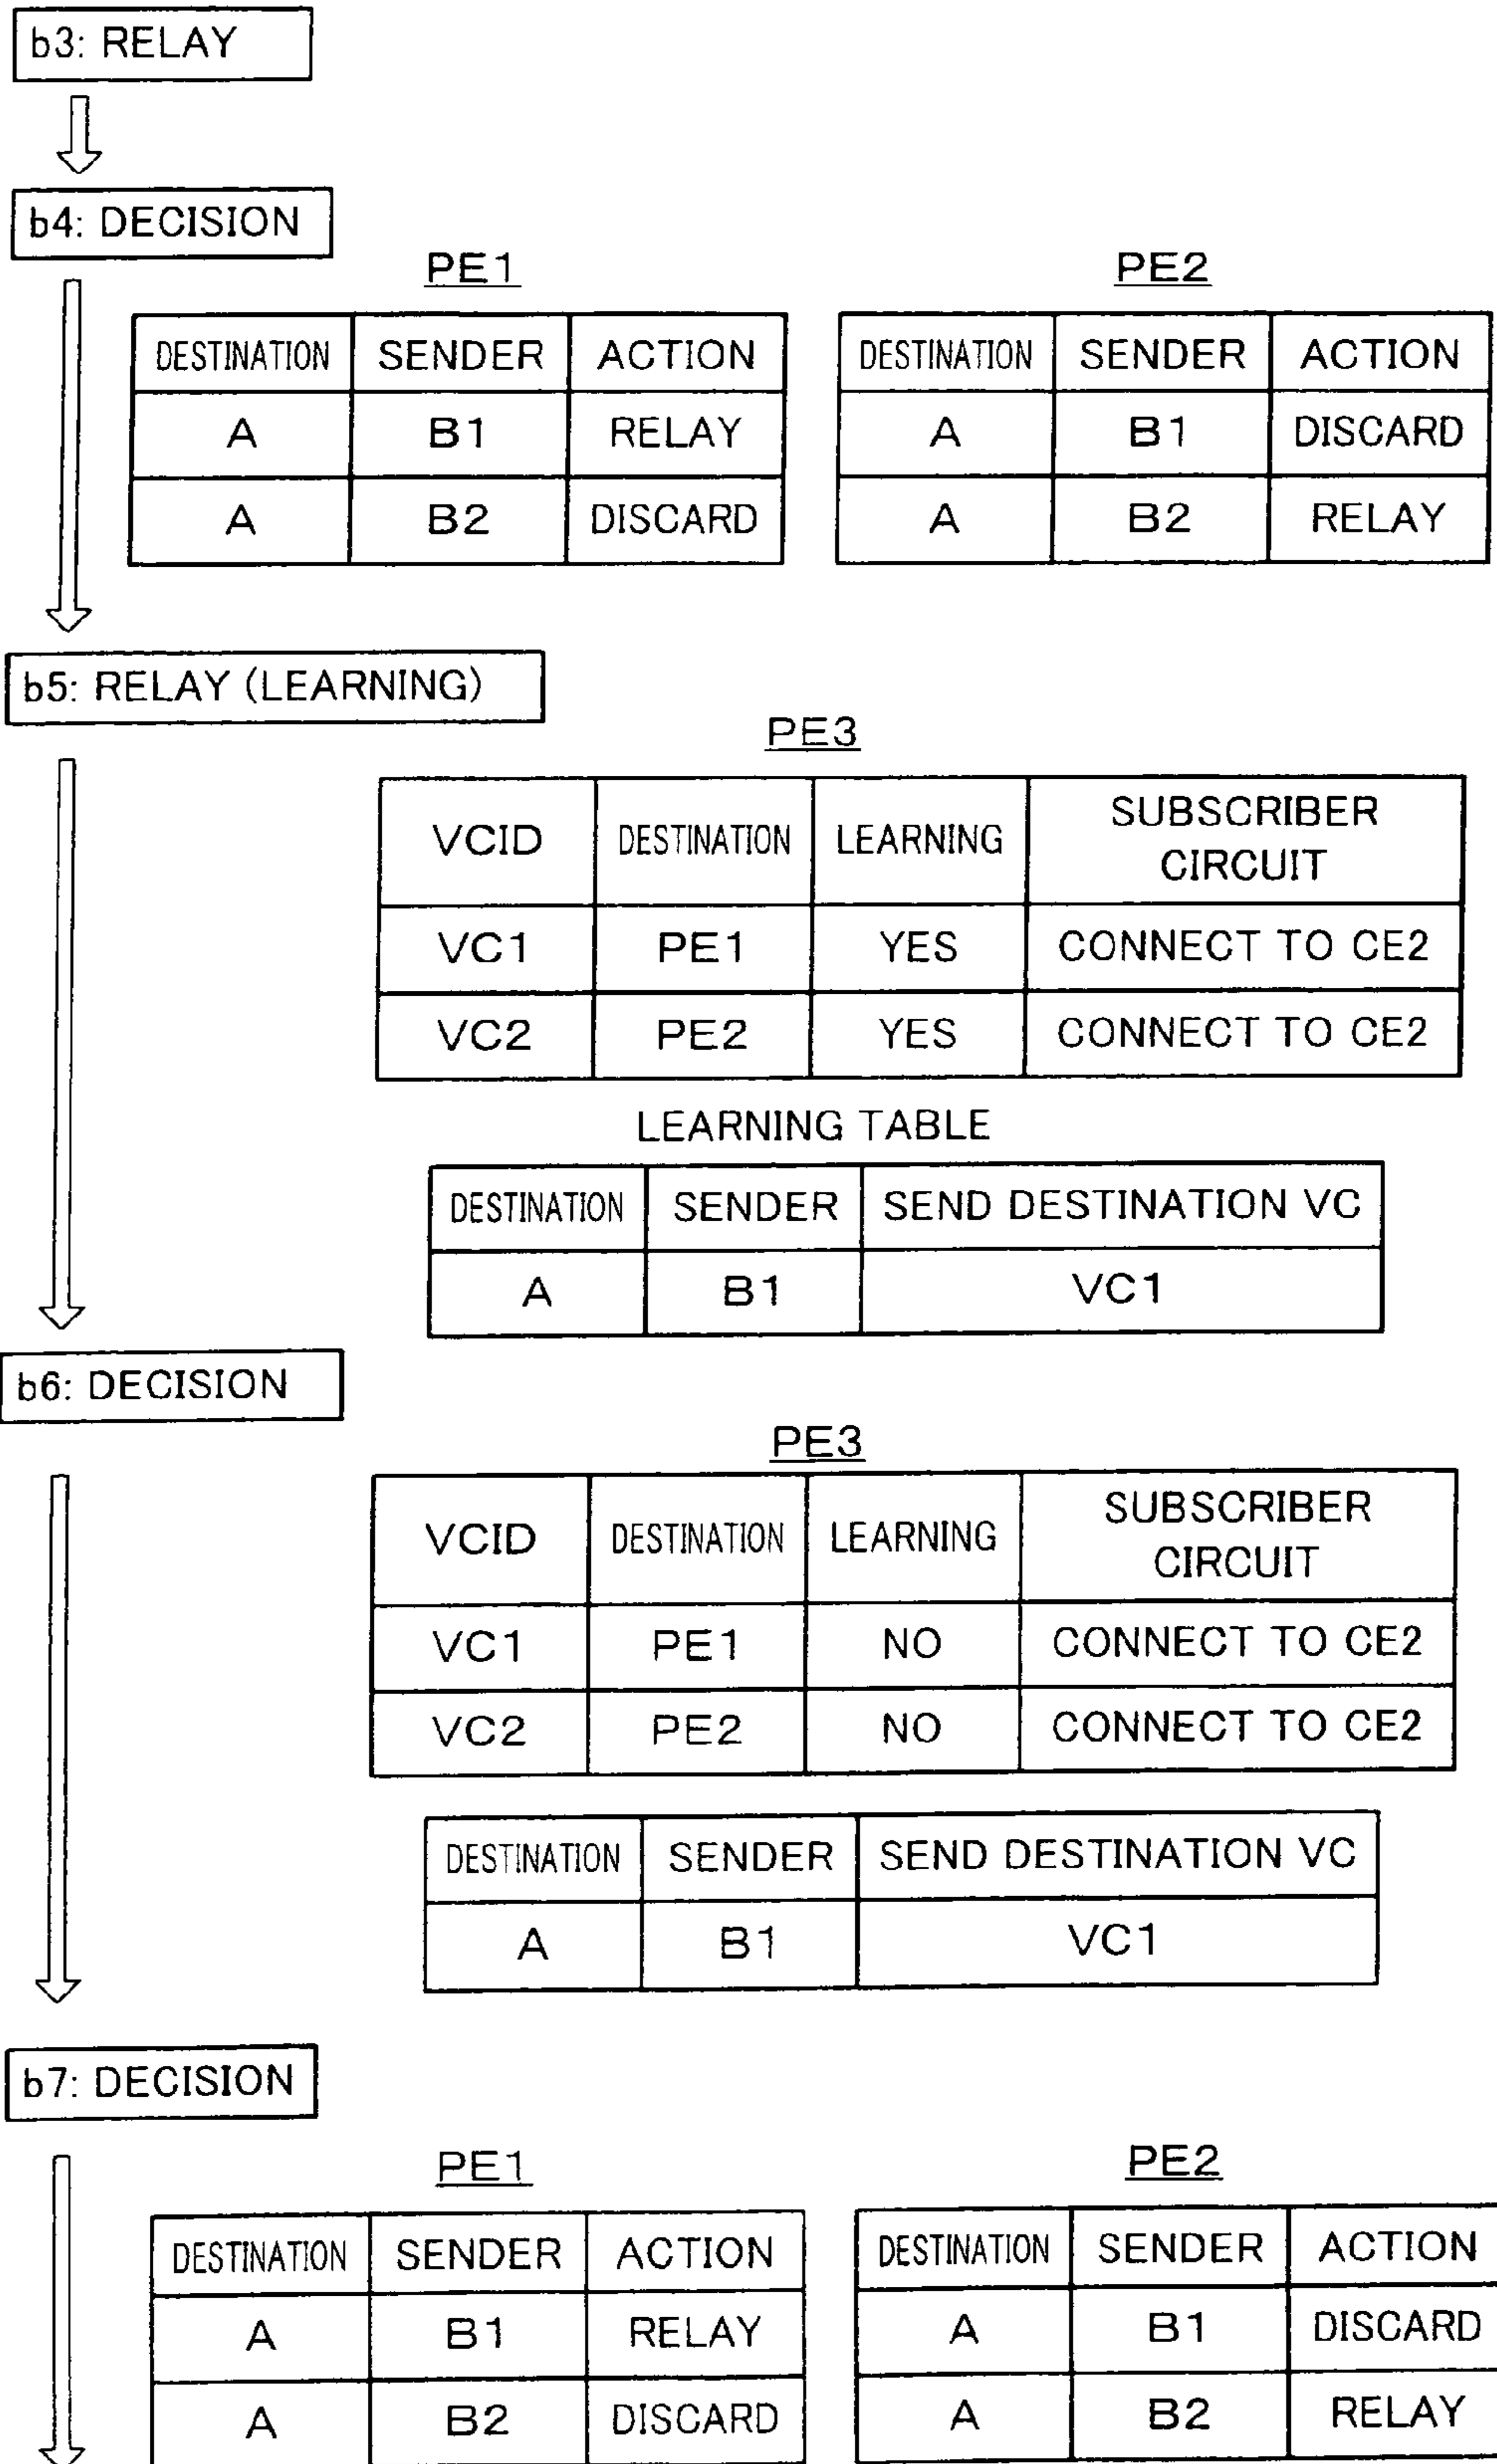 b3: RELAY
b4: DECISION
PE1
PE2
DESTINATION SENDER ACTION
A B1 RELAY
A B2 DISCARD
DESTINATION SENDER ACTION
A B1 DISCARD
A B2 RELAY
b5: RELAY (LEARNING)
PE3
VCID DESTINATION LEARNING SUBSCRIBER
CIRCUIT
VC1 PE1 YES CONNECT TO CE2
VC2 PE2 YES CONNECT TO CE2
LEARNING TABLE
DESTINATION SENDER SEND DESTINATION VC
A B1 VC1
b6: DECISION
PE3
VCID DESTINATION LEARNING SUBSCRIBER
CIRCUIT
VC1 PE1 NO CONNECT TO CE2
VC2 PE2 NO CONNECT TO CE2
DESTINATION SENDER SEND DESTINATION VC
A B1 VC1
b7: DECISION
PE1
PE2
DESTINATION SENDER ACTION
A B1 RELAY
A B2 DISCARD
DESTINATION SENDER ACTION
A B1 DISCARD
A B2 RELAY